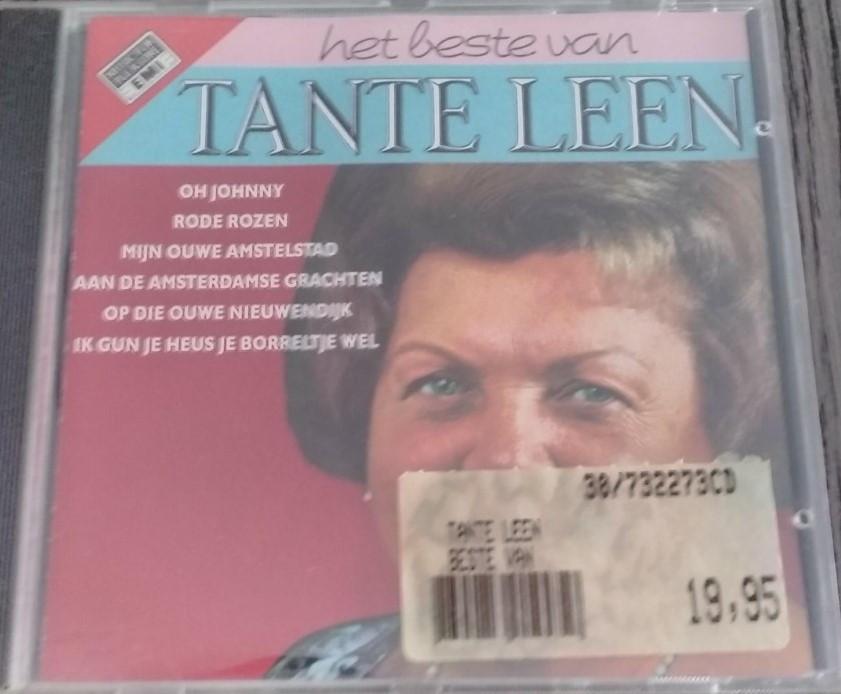 het beste van
TANTE LEEN
EMI
OH JOHNNY
RODE ROZEN
MIJN OUWE AMSTELSTAD
AAN DE AMSTERDAMSE GRACHTEN
OP DIE OUWE NIEUWENDIJK
IK GUN JE HEUS JE BORRELTJE WEL
30/732273CD
TANTE LEEN
BESTE VAN
19,95